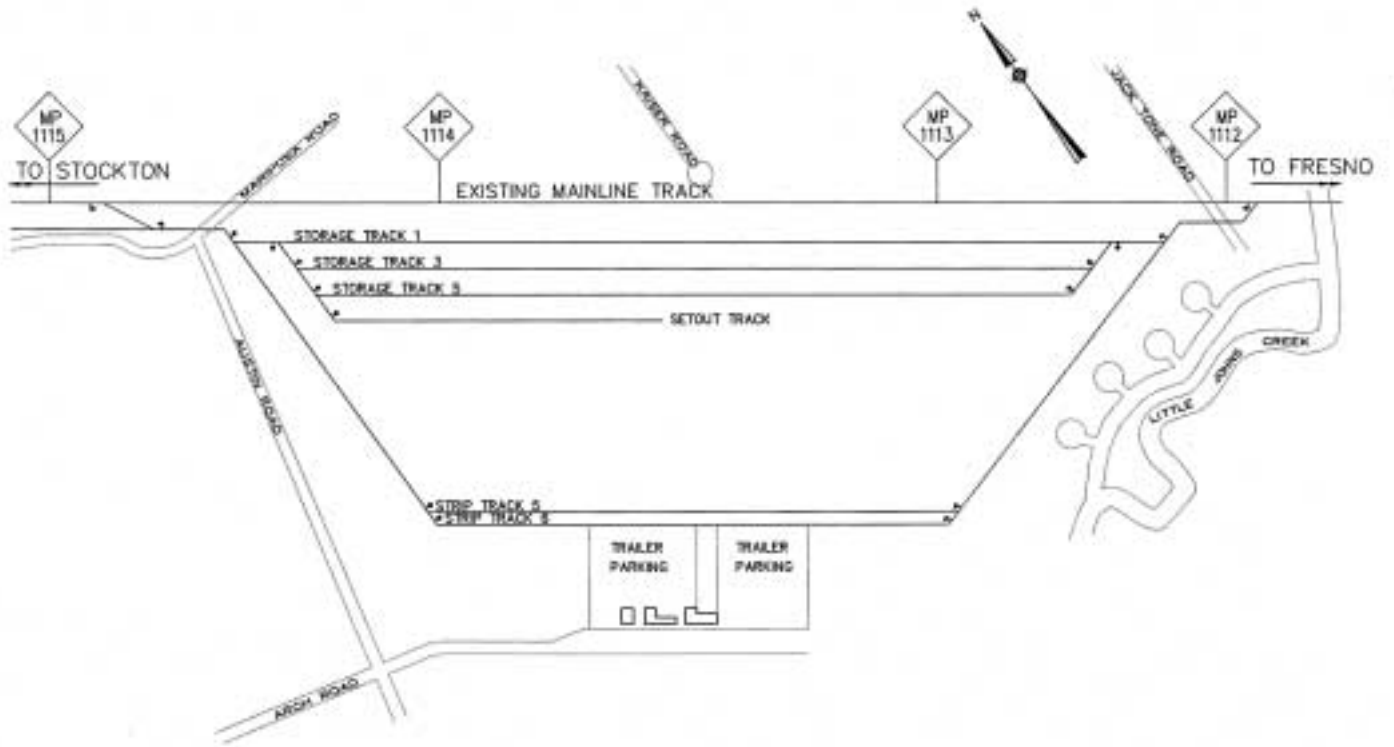 N
MP
1115
MP
1114
MP
1113
MP
1112
KAISER ROAD
JACK TONE ROAD
MARIPOSA ROAD
TO STOCKTON
TO FRESNO
EXISTING MAINLINE TRACK
STORAGE TRACK 1
STORAGE TRACK 3
STORAGE TRACK 5
SETOUT TRACK
AUSTIN ROAD
LITTLE JOHNS CREEK
STRIP TRACK 5
STRIP TRACK 6
TRAILER
PARKING
TRAILER
PARKING
ARCH ROAD